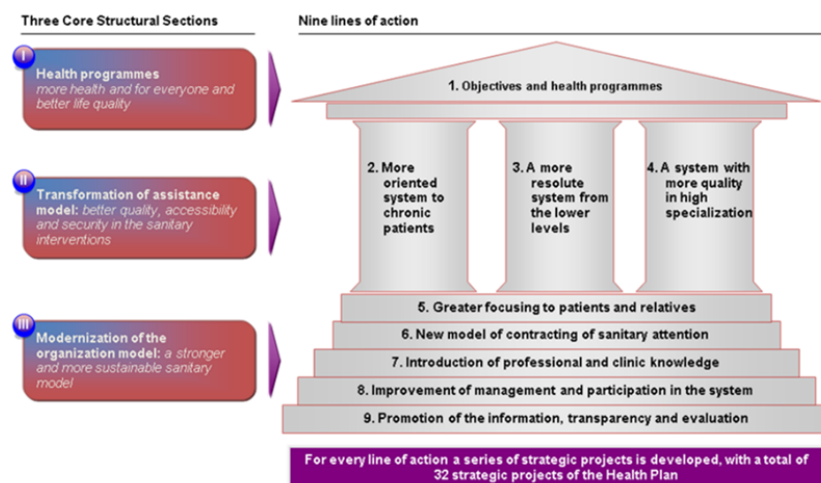 Three Core Structural Sections
Nine lines of action
I
Health programmes
more health and for everyone and
better life quality
1. Objectives and health programmes
II
Transformation of assistance
model: better quality, accessibility
and security in the sanitary
interventions
2. More
oriented
system to
chronic
patients
3. A more
resolute
system from
the lower
levels
4. A system with
more quality
in high
specialization
III
Modernization of the
organization model: a stronger
and more sustainable sanitary
model
5. Greater focusing to patients and relatives
6. New model of contracting of sanitary attention
7. Introduction of professional and clinic knowledge
8. Improvement of management and participation in the system
9. Promotion of the information, transparency and evaluation
For every line of action a series of strategic projects is developed, with a total of
32 strategic projects of the Health Plan